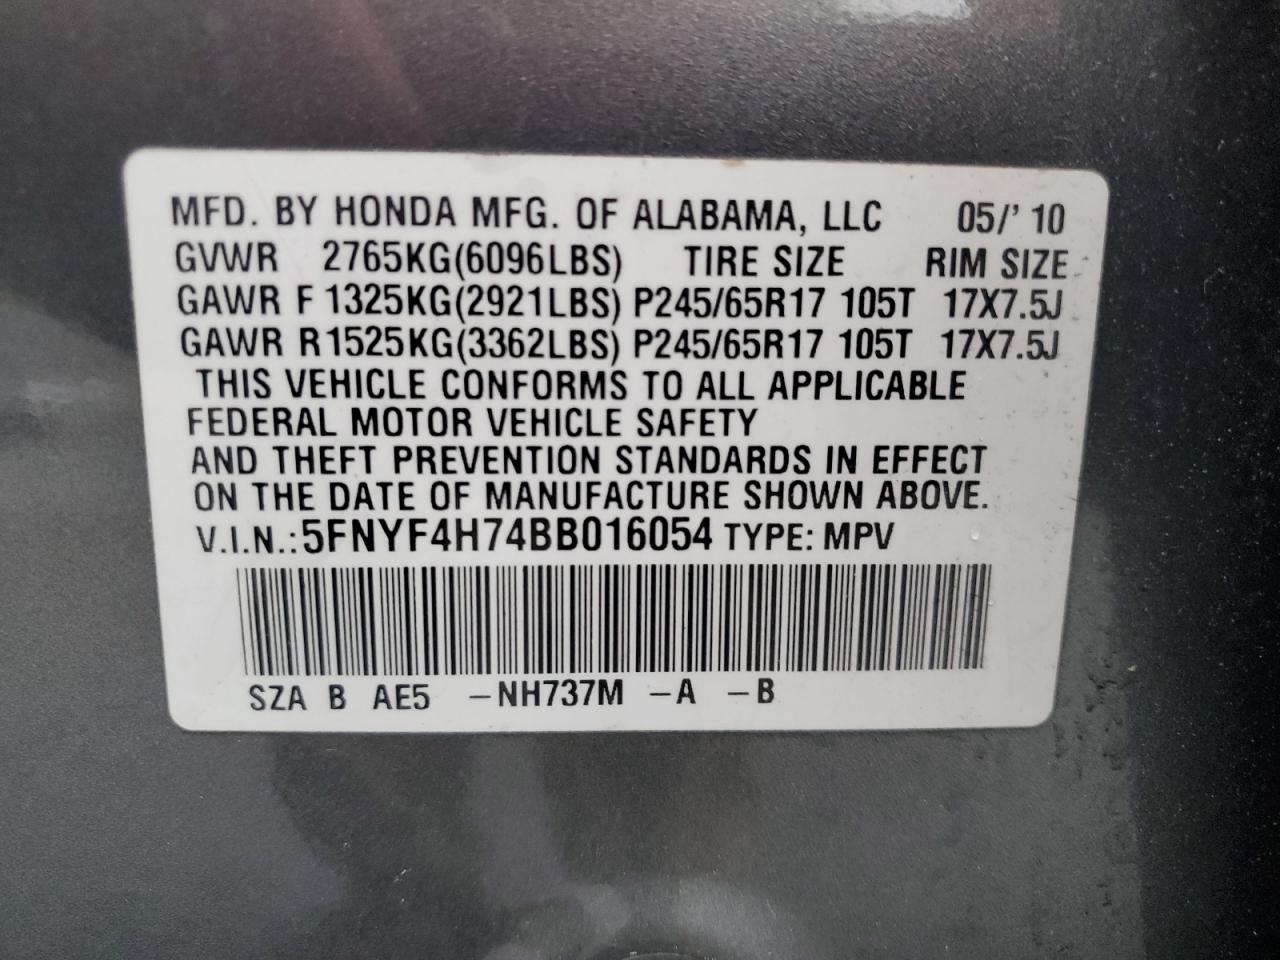 MFD. BY HONDA MFG. OF ALABAMA, LLC 05/' 10
GVWR 2765KG(6096LBS) TIRE SIZE RIM SIZE
GAWR F 1325KG(2921LBS) P245/65R17 105T 17X7.5J
GAWR R 1525KG(3362LBS) P245/65R17 105T 17X7.5J
THIS VEHICLE CONFORMS TO ALL APPLICABLE
FEDERAL MOTOR VEHICLE SAFETY
AND THEFT PREVENTION STANDARDS IN EFFECT
ON THE DATE OF MANUFACTURE SHOWN ABOVE.
V.I.N.: 5FNYF4H74BB016054 TYPE: MPV
SZA B AE5 –NH737M –A –B